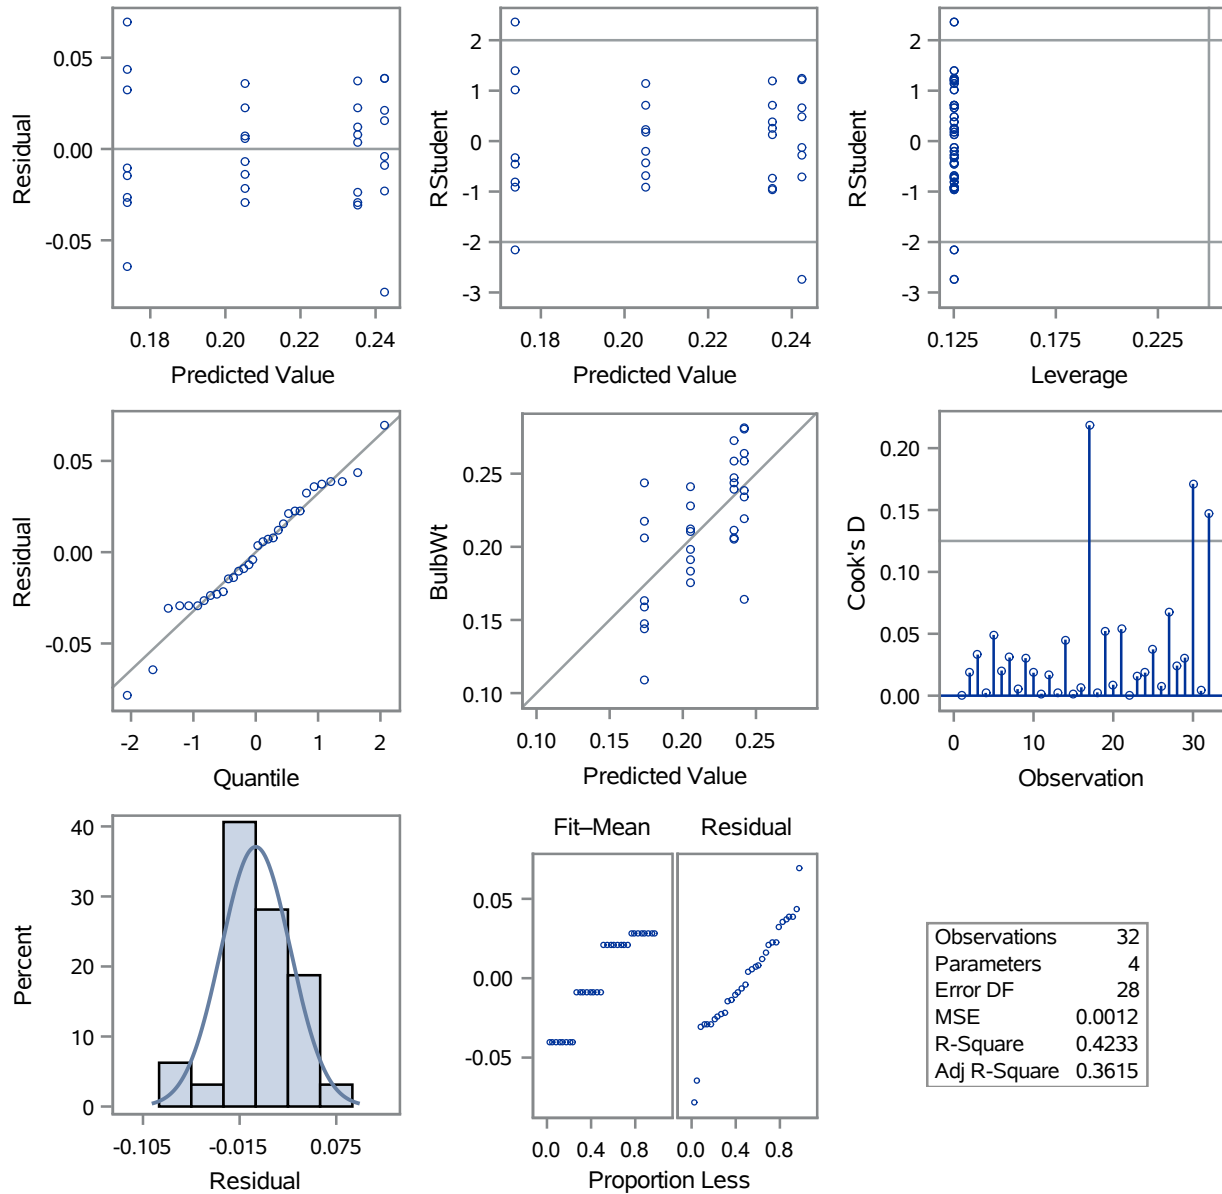 0.05
0.00
-0.05
Residual
0.18 0.20 0.22 0.24
Predicted Value
2
1
0
-1
-2
-3
RStudent
0.18 0.20 0.22 0.24
Predicted Value
2
1
0
-1
-2
-3
RStudent
0.125 0.175 0.225
Leverage
0.05
0.00
-0.05
Residual
-2 -1 0 1 2
Quantile
0.25
0.20
0.15
0.10
BulbWt
0.10 0.15 0.20 0.25
Predicted Value
0.20
0.15
0.10
0.05
0.00
Cook's D
0 10 20 30
Observation
40
30
20
10
0
Percent
-0.105 -0.015 0.075
Residual
Fit–Mean Residual
0.05
0.00
-0.05
0.0 0.4 0.8 0.0 0.4 0.8
Proportion Less
Observations 32
Parameters 4
Error DF 28
MSE 0.0012
R-Square 0.4233
Adj R-Square 0.3615